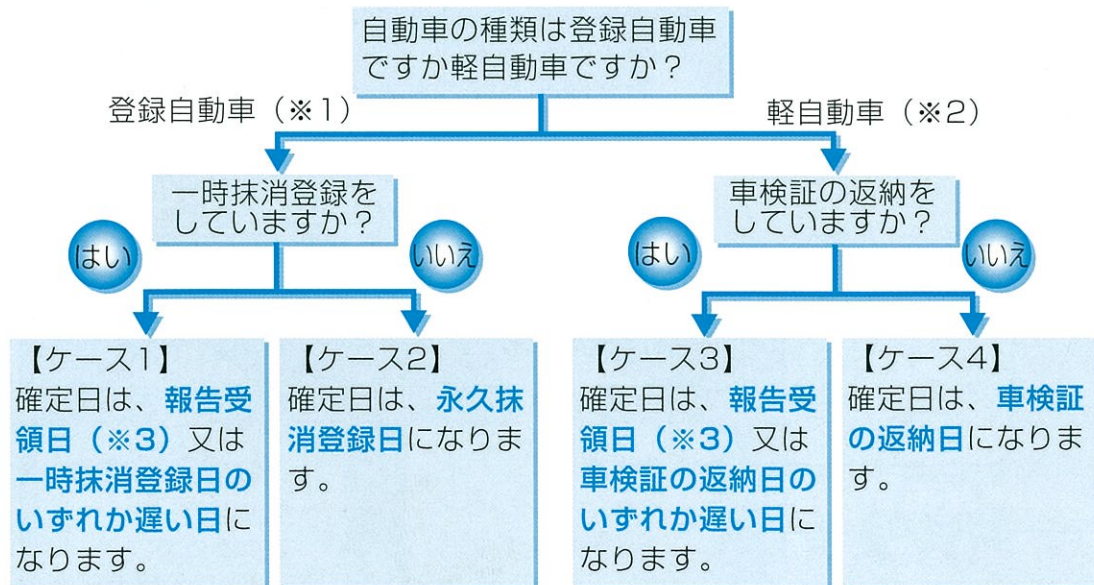 自動車の種類は登録自動車
ですか軽自動車ですか？
登録自動車（※1）
軽自動車（※2）
一時抹消登録を
していますか？
車検証の返納を
していますか？
はい
いいえ
はい
いいえ
【ケース1】
確定日は、報告受
領日（※3）又は
一時抹消登録日の
いずれか遅い日に
なります。
【ケース2】
確定日は、永久抹
消登録日になりま
す。
【ケース3】
確定日は、報告受
領日（※3）又は
車検証の返納日の
いずれか遅い日に
なります。
【ケース4】
確定日は、車検証
の返納日になりま
す。